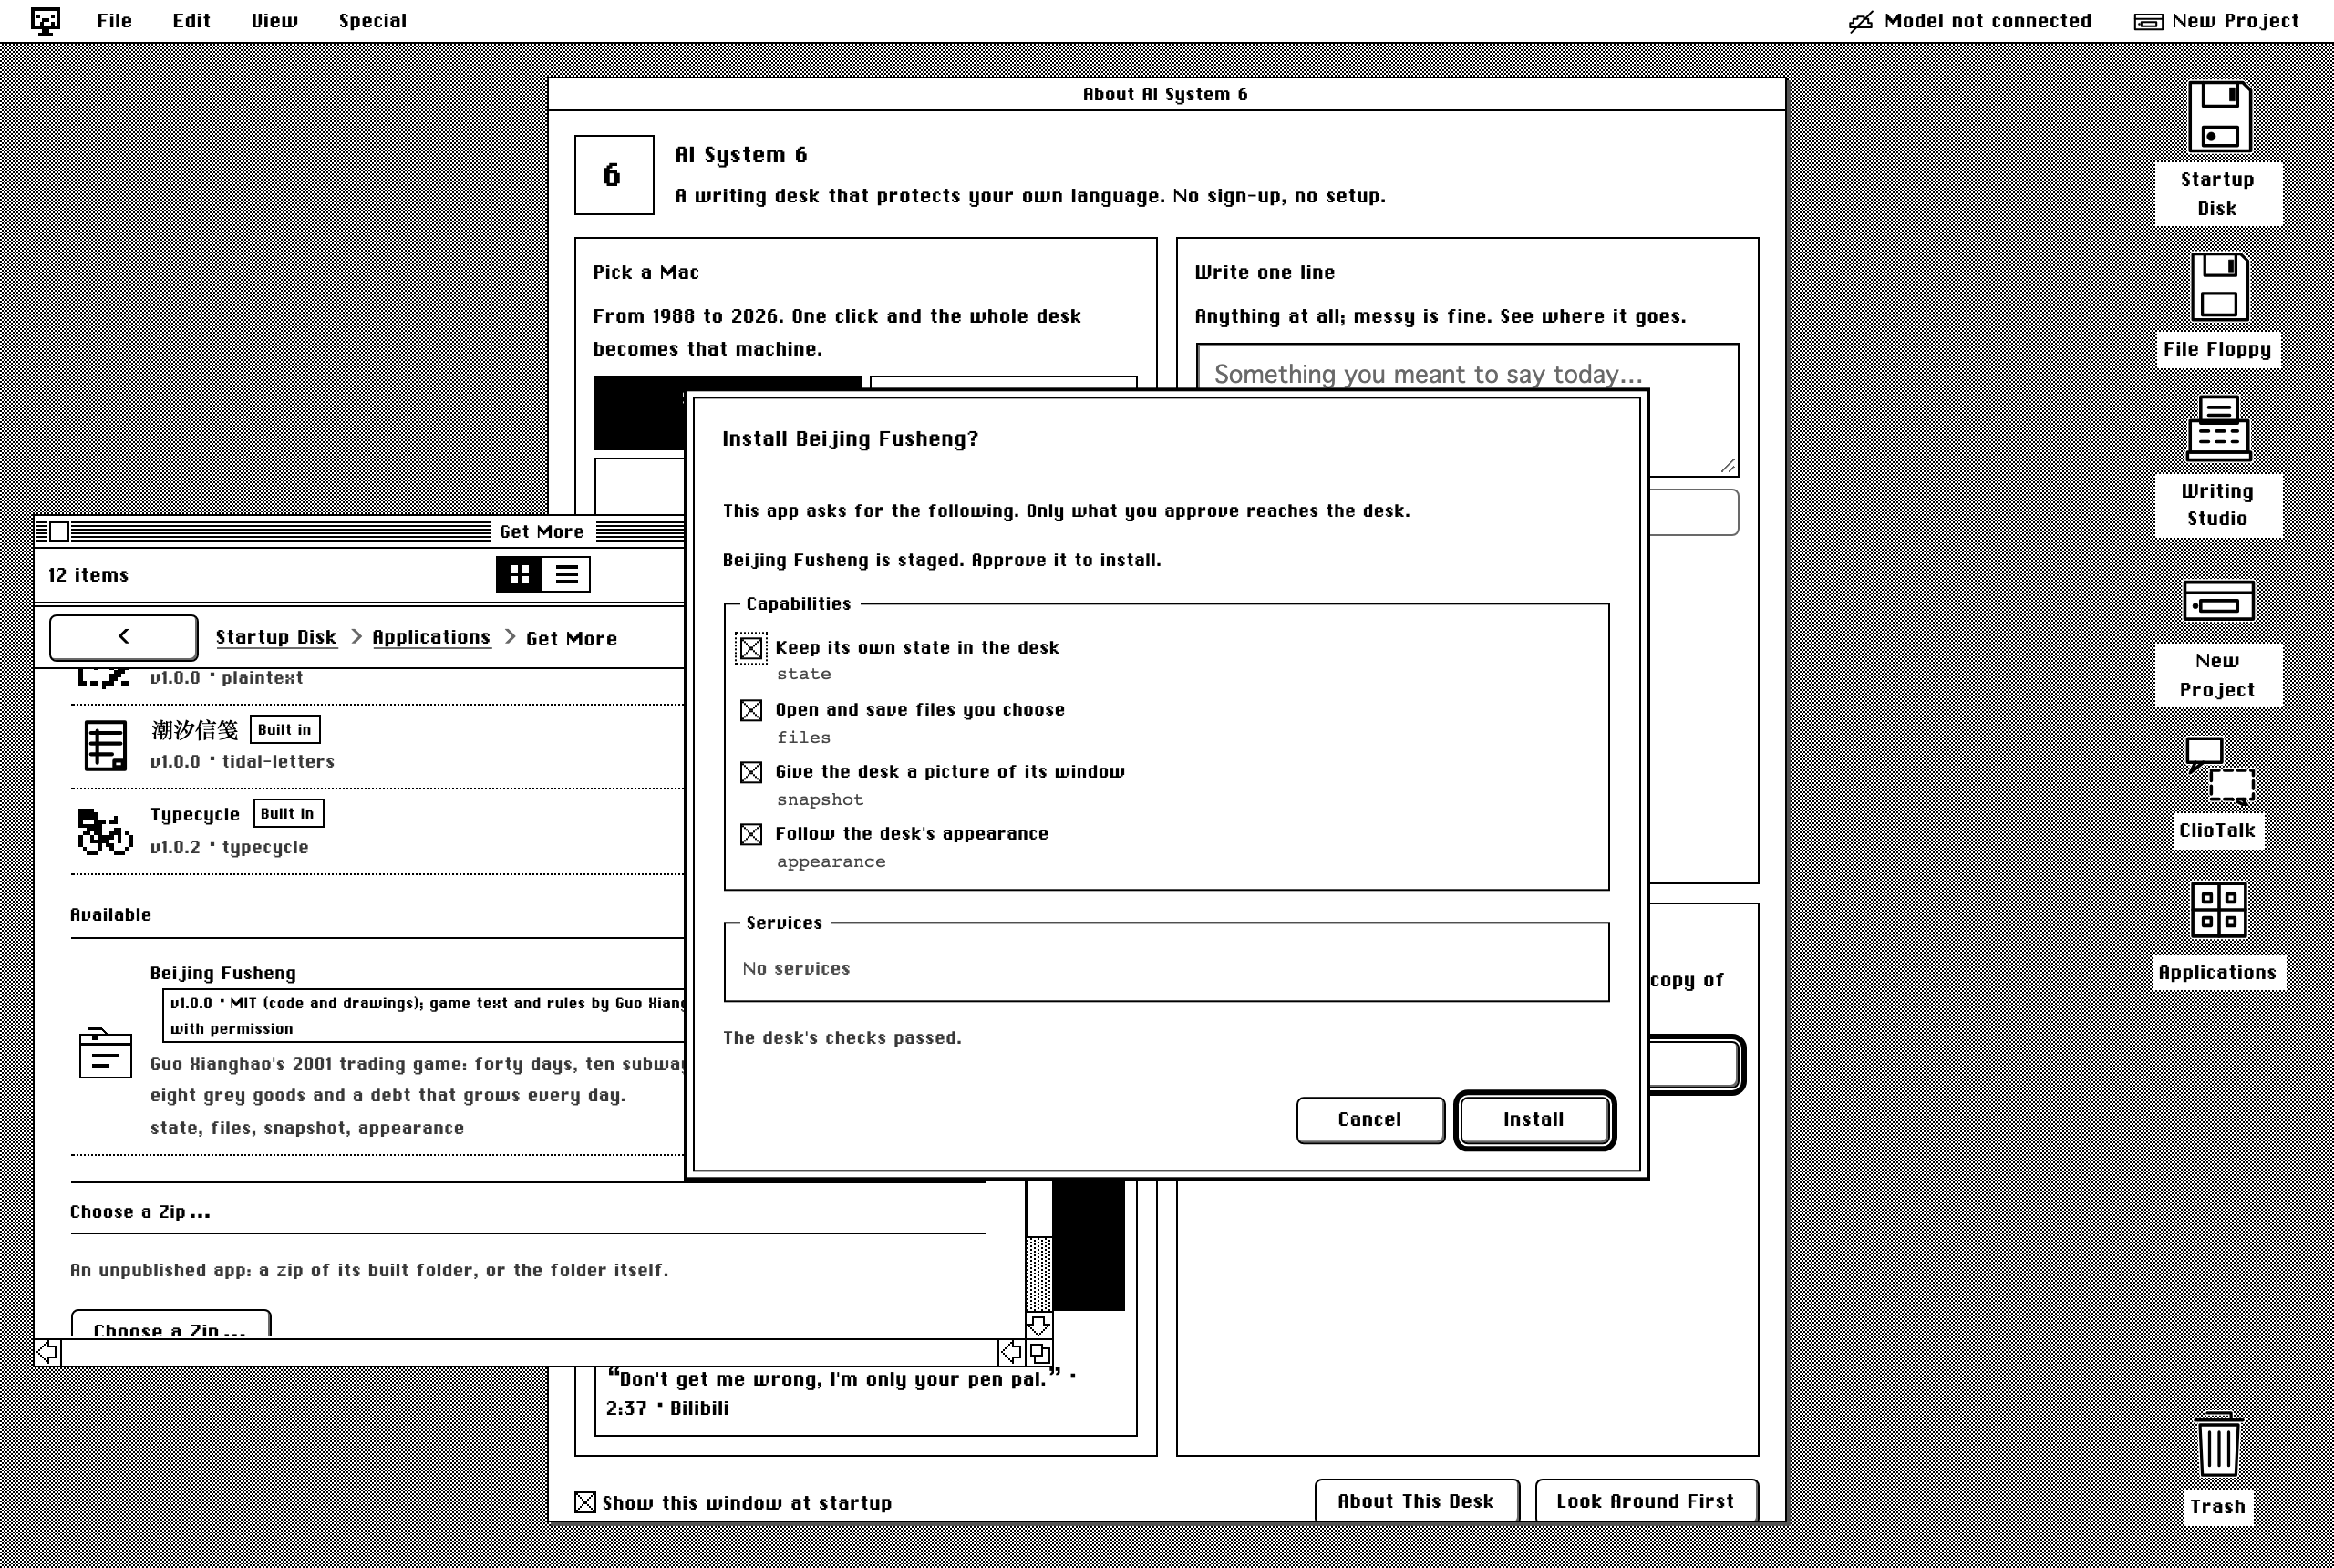 File Edit View Special Model not connected New Project
About AI System 6
6
AI System 6
A writing desk that protects your own language. No sign-up, no setup.
Pick a Mac
From 1988 to 2026. One click and the whole desk
becomes that machine.
Write one line
Anything at all; messy is fine. See where it goes.
Something you meant to say today...
Install Beijing Fusheng?
This app asks for the following. Only what you approve reaches the desk.
Beijing Fusheng is staged. Approve it to install.
Capabilities
Keep its own state in the desk
state
Open and save files you choose
files
Give the desk a picture of its window
snapshot
Follow the desk's appearance
appearance
Services
No services
The desk's checks passed.
Cancel Install
copy of
Get More
12 items
< Startup Disk > Applications > Get More
v1.0.0 · plaintext
潮汐信笺 Built in
v1.0.0 · tidal-letters
Typecycle Built in
v1.0.2 · typecycle
Available
Beijing Fusheng
v1.0.0 · MIT (code and drawings); game text and rules by Guo Xiang
with permission
Guo Xianghao's 2001 trading game: forty days, ten subway
eight grey goods and a debt that grows every day.
state, files, snapshot, appearance
Choose a Zip...
An unpublished app: a zip of its built folder, or the folder itself.
Choose a Zip...
“Don't get me wrong, I'm only your pen pal.” ·
2:37 · Bilibili
Show this window at startup
About This Desk Look Around First
Startup
Disk
File Floppy
Writing
Studio
New
Project
ClioTalk
Applications
Trash